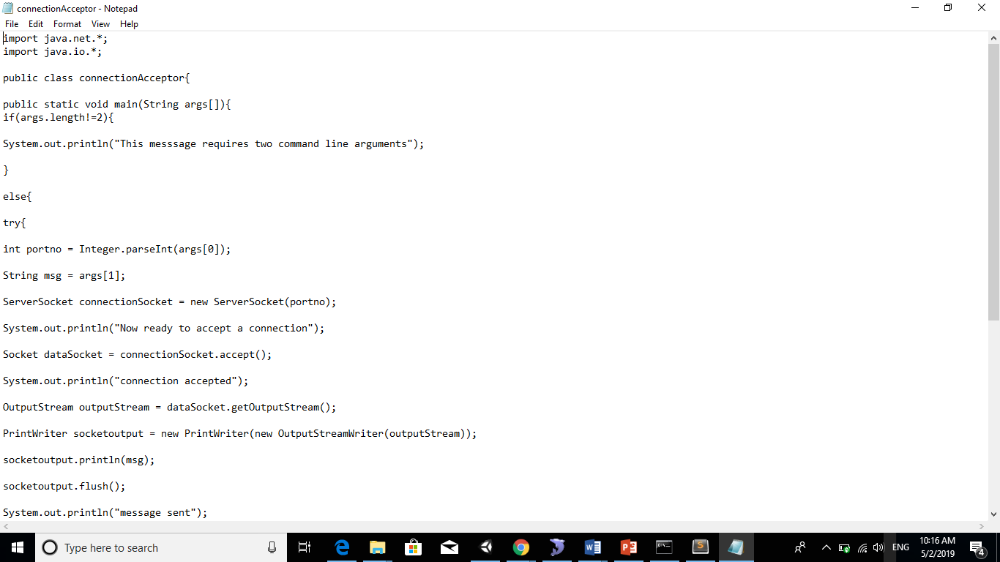 connectionAcceptor - Notepad
File Edit Format View Help
import java.net.*;
import java.io.*;
public class connectionAcceptor{
public static void main(String args[]){
if(args.length!=2){
System.out.println("This messsage requires two command line arguments");
}
else{
try{
int portno = Integer.parseInt(args[0]);
String msg = args[1];
ServerSocket connectionSocket = new ServerSocket(portno);
System.out.println("Now ready to accept a connection");
Socket dataSocket = connectionSocket.accept();
System.out.println("connection accepted");
OutputStream outputStream = dataSocket.getOutputStream();
PrintWriter socketoutput = new PrintWriter(new OutputStreamWriter(outputStream));
socketoutput.println(msg);
socketoutput.flush();
System.out.println("message sent");
Type here to search
ENG
10:16 AM
5/2/2019
4